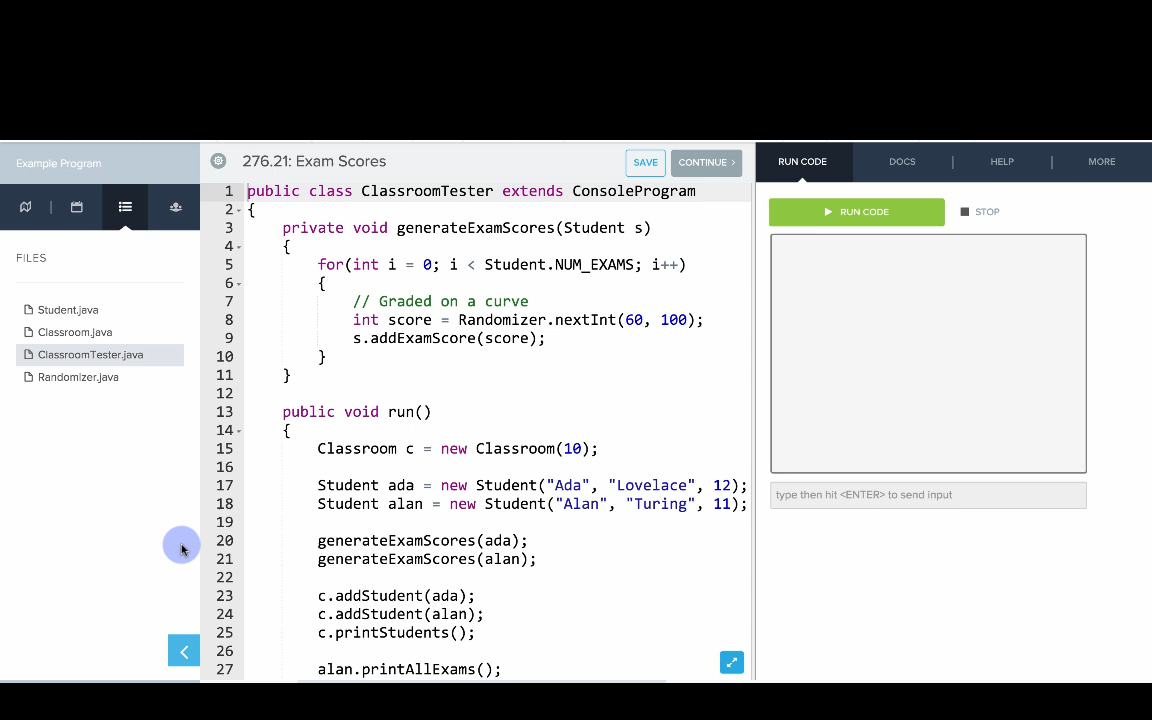 Example Program
276.21: Exam Scores
SAVE
CONTINUE >
RUN CODE
DOCS
HELP
MORE
FILES
Student.java
Classroom.java
ClassroomTester.java
Randomizer.java
1 public class ClassroomTester extends ConsoleProgram
2 {
3 private void generateExamScores(Student s)
4 {
5 for(int i = 0; i < Student.NUM_EXAMS; i++)
6 {
7 // Graded on a curve
8 int score = Randomizer.nextInt(60, 100);
9 s.addExamScore(score);
10 }
11 }
12
13 public void run()
14 {
15 Classroom c = new Classroom(10);
16
17 Student ada = new Student("Ada", "Lovelace", 12);
18 Student alan = new Student("Alan", "Turing", 11);
19
20 generateExamScores(ada);
21 generateExamScores(alan);
22
23 c.addStudent(ada);
24 c.addStudent(alan);
25 c.printStudents();
26
27 alan.printAllExams();
RUN CODE
STOP
type then hit <ENTER> to send input